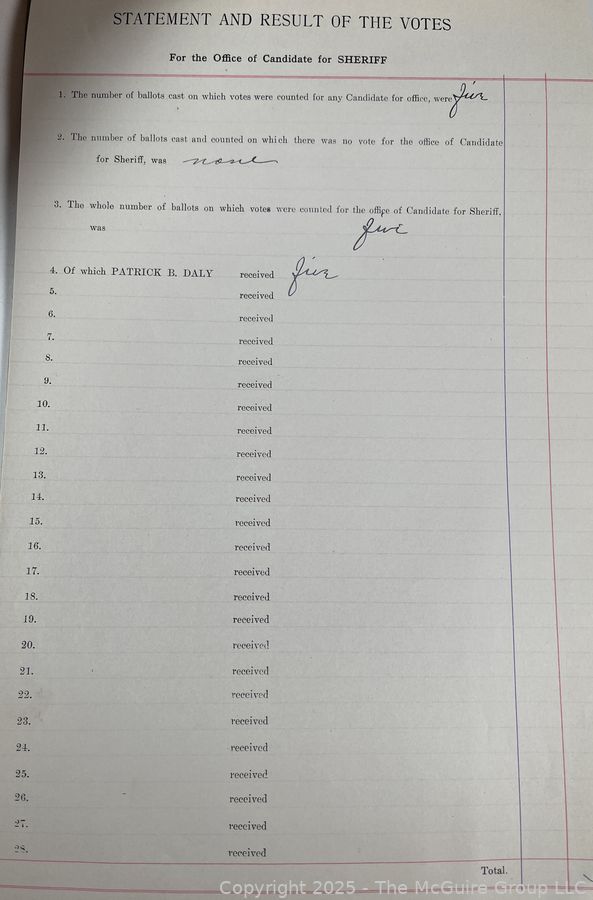 STATEMENT AND RESULT OF THE VOTES
For the Office of Candidate for SHERIFF
1. The number of ballots cast on which votes were counted for any Candidate for office, were five
2. The number of ballots cast and counted on which there was no vote for the office of Candidate
for Sheriff, was none
3. The whole number of ballots on which votes were counted for the office of Candidate for Sheriff,
was five
4. Of which PATRICK B. DALY received five
5. received
6. received
7. received
8. received
9. received
10. received
11. received
12. received
13. received
14. received
15. received
16. received
17. received
18. received
19. received
20. received
21. received
22. received
23. received
24. received
25. received
26. received
27. received
28. received
Total.
Copyright 2025 - The McGuire Group LLC